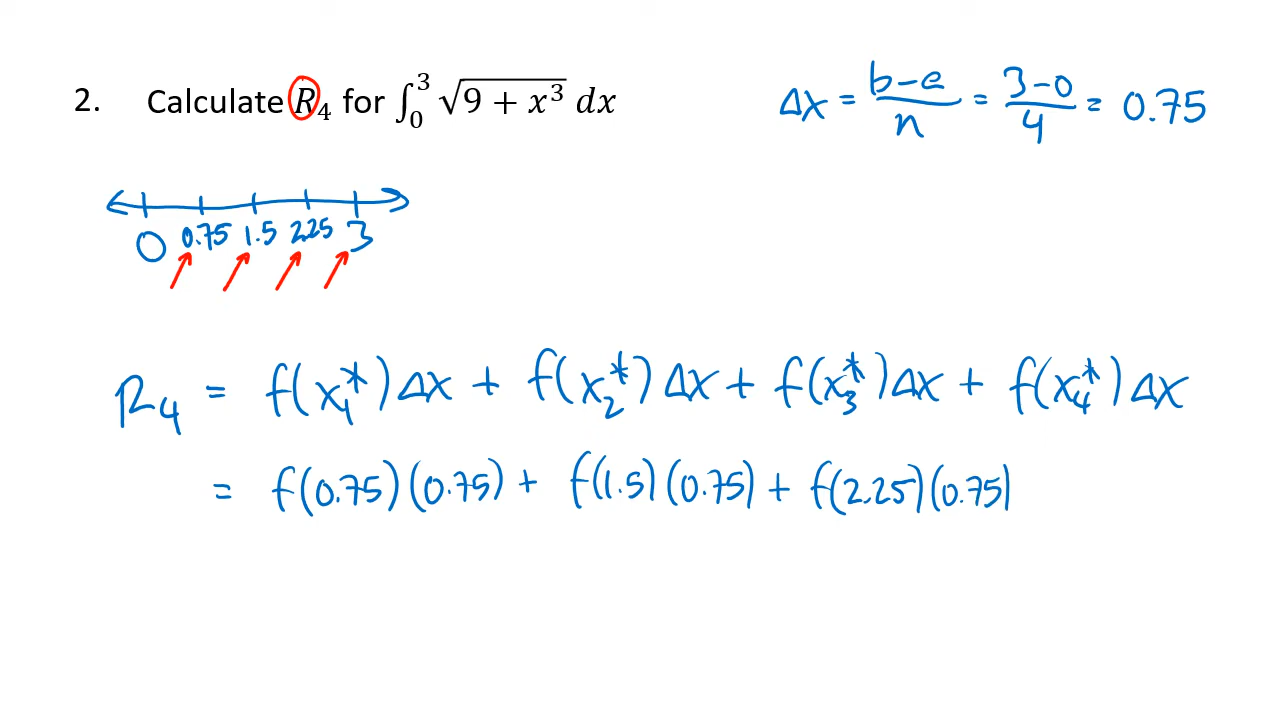 2. Calculate R₄ for ∫₀³ √(9 + x³) dx
Δx = (b-a)/n = (3-0)/4 = 0.75
0 0.75 1.5 2.25 3
R₄ = f(x₁*)Δx + f(x₂*)Δx + f(x₃*)Δx + f(x₄*)Δx
= f(0.75)(0.75) + f(1.5)(0.75) + f(2.25)(0.75)